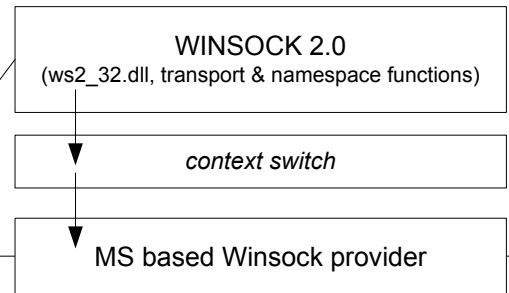 WINSOCK 2.0
(ws2_32.dll, transport & namespace functions)
context switch
MS based Winsock provider